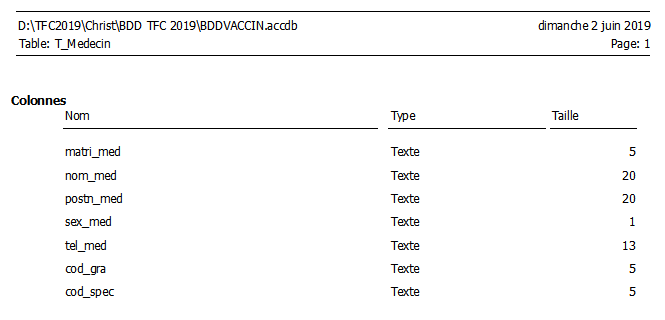 D:\TFC2019\Christ\BDD TFC 2019\BDDVACCIN.accdb dimanche 2 juin 2019
Table: T_Medecin Page: 1
Colonnes
Nom Type Taille
matri_med Texte 5
nom_med Texte 20
postn_med Texte 20
sex_med Texte 1
tel_med Texte 13
cod_gra Texte 5
cod_spec Texte 5